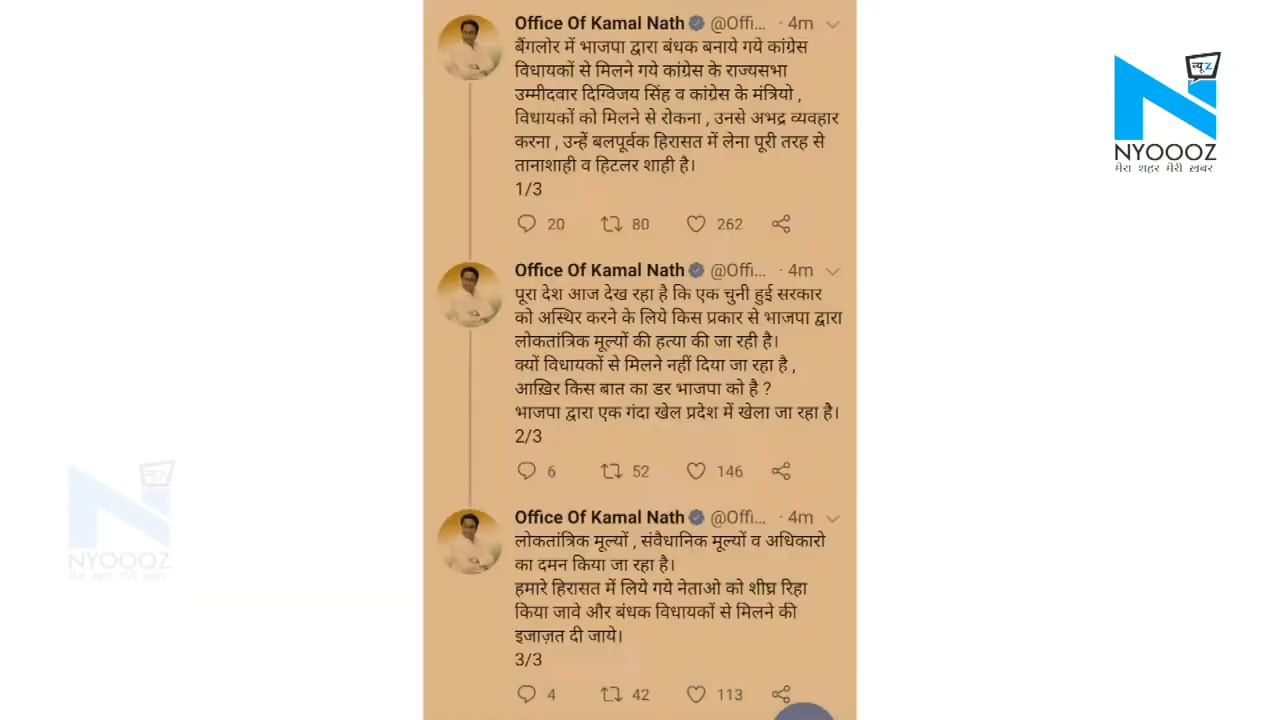 Office Of Kamal Nath @Offi... · 4m
बैंगलोर में भाजपा द्वारा बंधक बनाये गये कांग्रेस
विधायकों से मिलने गये कांग्रेस के राज्यसभा
उम्मीदवार दिग्विजय सिंह व कांग्रेस के मंत्रियो ,
विधायकों को मिलने से रोकना , उनसे अभद्र व्यवहार
करना , उन्हें बलपूर्वक हिरासत में लेना पूरी तरह से
तानाशाही व हिटलर शाही है।
1/3
20 80 262
Office Of Kamal Nath @Offi... · 4m
पूरा देश आज देख रहा है कि एक चुनी हुई सरकार
को अस्थिर करने के लिये किस प्रकार से भाजपा द्वारा
लोकतांत्रिक मूल्यों की हत्या की जा रही है।
क्यों विधायकों से मिलने नहीं दिया जा रहा है ,
आख़िर किस बात का डर भाजपा को है ?
भाजपा द्वारा एक गंदा खेल प्रदेश में खेला जा रहा है।
2/3
6 52 146
Office Of Kamal Nath @Offi... · 4m
लोकतांत्रिक मूल्यों , संवैधानिक मूल्यों व अधिकारो
का दमन किया जा रहा है।
हमारे हिरासत में लिये गये नेताओ को शीघ्र रिहा
किया जावे और बंधक विधायकों से मिलने की
इजाज़त दी जाये।
3/3
4 42 113
न्यूz
NYOOOZ
मेरा शहर मेरी ख़बर
न्यूz
NYOOOZ
मेरा शहर मेरी ख़बर